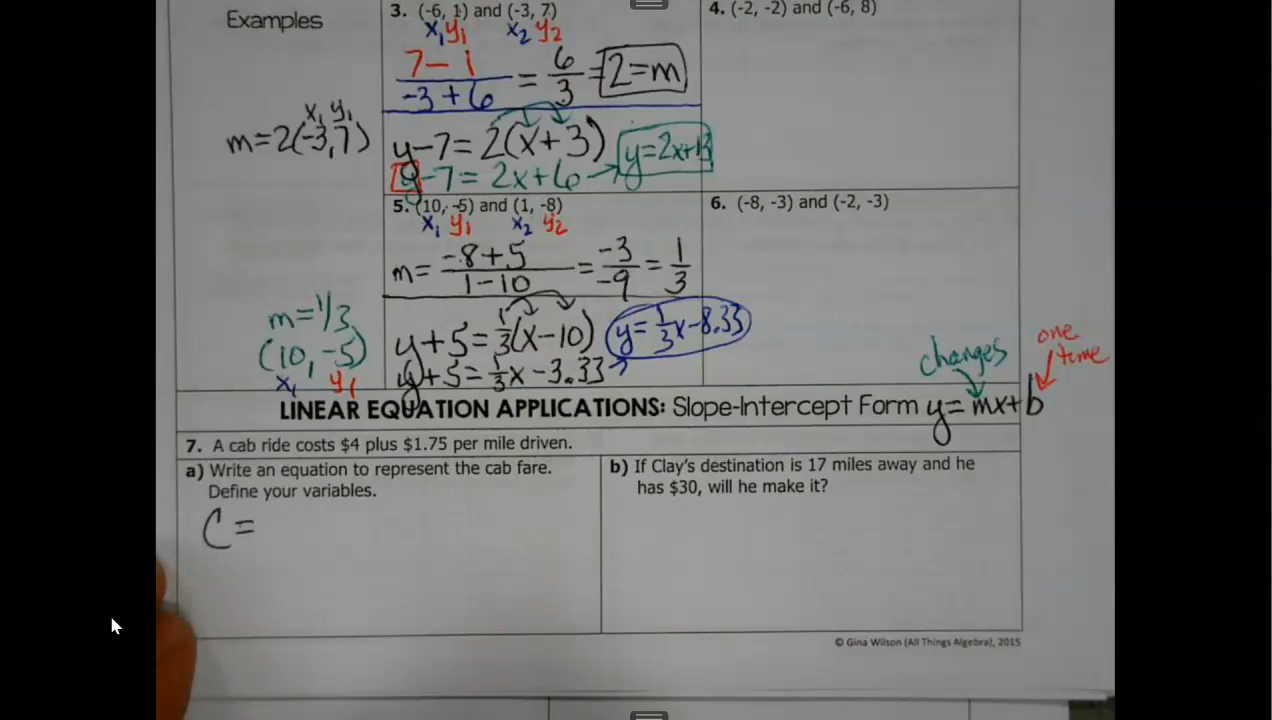 Examples
3. (-6, 1) and (-3, 7)
x₁ y₁ x₂ y₂
7 - 1
-3 + 6
= 6/3 = 2 = m
x₁ y₁
m = 2 (-3, 7)
y - 7 = 2(x + 3)
y - 7 = 2x + 6 → y = 2x + 13
4. (-2, -2) and (-6, 8)
5. (10, -5) and (1, -8)
x₁ y₁ x₂ y₂
m = -8 + 5 / 1 - 10 = -3/-9 = 1/3
m = 1/3
(10, -5)
x₁ y₁
y + 5 = 1/3(x - 10)
y + 5 = 1/3x - 3.33 → y = 1/3x - 8.33
6. (-8, -3) and (-2, -3)
changes
one time
LINEAR EQUATION APPLICATIONS: Slope-Intercept Form y = mx + b
7. A cab ride costs $4 plus $1.75 per mile driven.
a) Write an equation to represent the cab fare.
Define your variables.
C =
b) If Clay's destination is 17 miles away and he
has $30, will he make it?
© Gina Wilson (All Things Algebra), 2015